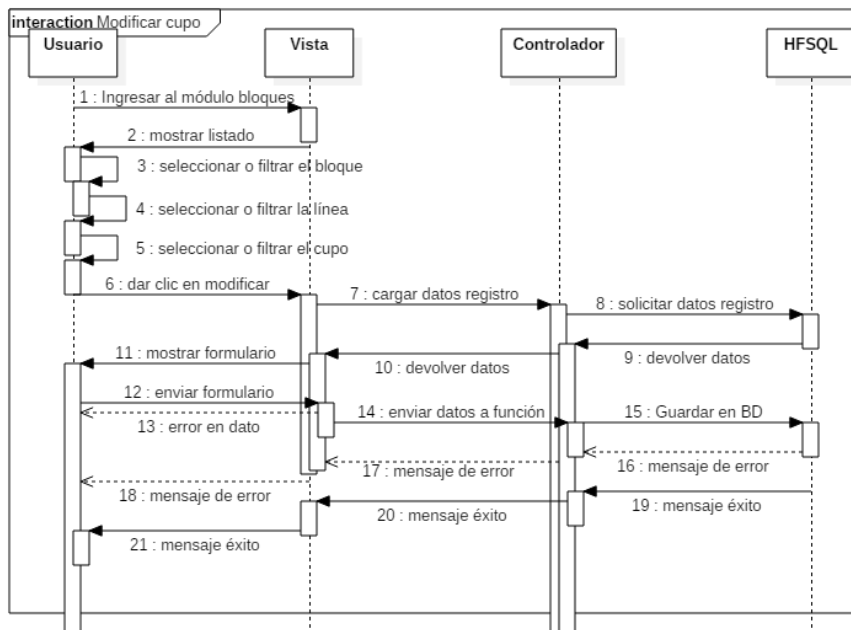 interaction Modificar cupo
Usuario
Vista
Controlador
HFSQL
1 : Ingresar al módulo bloques
2 : mostrar listado
3 : seleccionar o filtrar el bloque
4 : seleccionar o filtrar la línea
5 : seleccionar o filtrar el cupo
6 : dar clic en modificar
7 : cargar datos registro
8 : solicitar datos registro
9 : devolver datos
10 : devolver datos
11 : mostrar formulario
12 : enviar formulario
13 : error en dato
14 : enviar datos a función
15 : Guardar en BD
16 : mensaje de error
17 : mensaje de error
18 : mensaje de error
19 : mensaje éxito
20 : mensaje éxito
21 : mensaje éxito